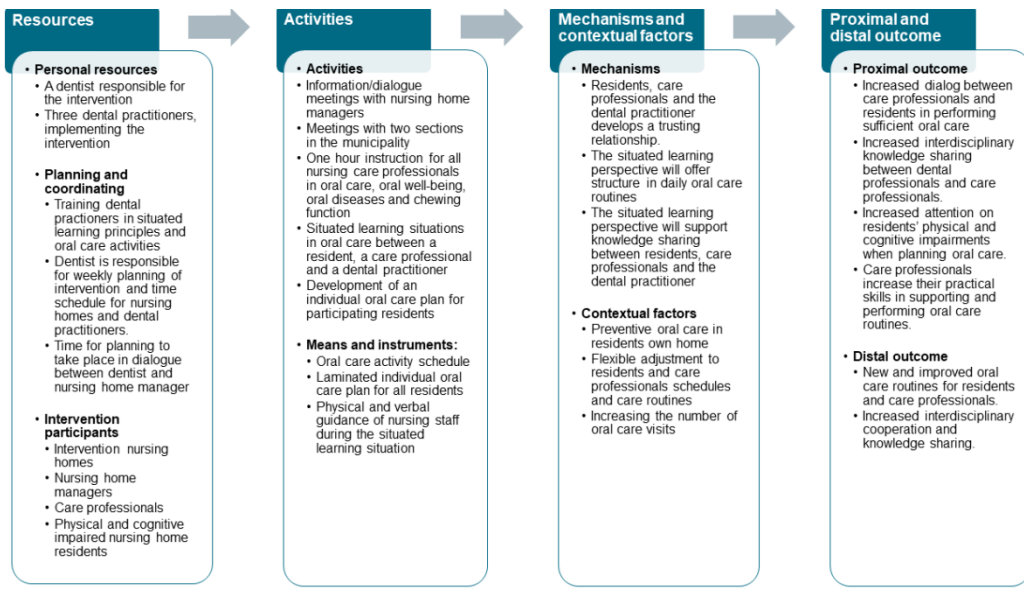 Resources
• Personal resources
• A dentist responsible for
the intervention
• Three dental practitioners,
implementing the
intervention
• Planning and
coordinating
• Training dental
practioners in situated
learning principles and
oral care activities
• Dentist is responsible
for weekly planning of
intervention and time
schedule for nursing
homes and dental
practitioners.
• Time for planning to
take place in dialogue
between dentist and
nursing home manager
• Intervention
participants
• Intervention nursing
homes
• Nursing home
managers
• Care professionals
• Physical and cognitive
impaired nursing home
residents
Activities
• Activities
• Information/dialogue
meetings with nursing home
managers
• Meetings with two sections
in the municipality
• One hour instruction for all
nursing care professionals
in oral care, oral well-being,
oral diseases and chewing
function
• Situated learning situations
in oral care between a
resident, a care professional
and a dental practitioner
• Development of an
individual oral care plan for
participating residents
• Means and instruments:
• Oral care activity schedule
• Laminated individual oral
care plan for all residents
• Physical and verbal
guidance of nursing staff
during the situated
learning situation
Mechanisms and
contextual factors
• Mechanisms
• Residents, care
professionals and the
dental practitioner
develops a trusting
relationship.
• The situated learning
perspective will offer
structure in daily oral care
routines
• The situated learning
perspective will support
knowledge sharing
between residents, care
professionals and the
dental practitioner
• Contextual factors
• Preventive oral care in
residents own home
• Flexible adjustment to
residents and care
professionals schedules
and care routines
• Increasing the number of
oral care visits
Proximal and
distal outcome
• Proximal outcome
• Increased dialog between
care professionals and
residents in performing
sufficient oral care
• Increased interdisciplinary
knowledge sharing
between dental
professionals and care
professionals.
• Increased attention on
residents' physical and
cognitive impairments
when planning oral care.
• Care professionals
increase their practical
skills in supporting and
performing oral care
routines.
• Distal outcome
• New and improved oral
care routines for residents
and care professionals.
• Increased interdisciplinary
cooperation and
knowledge sharing.